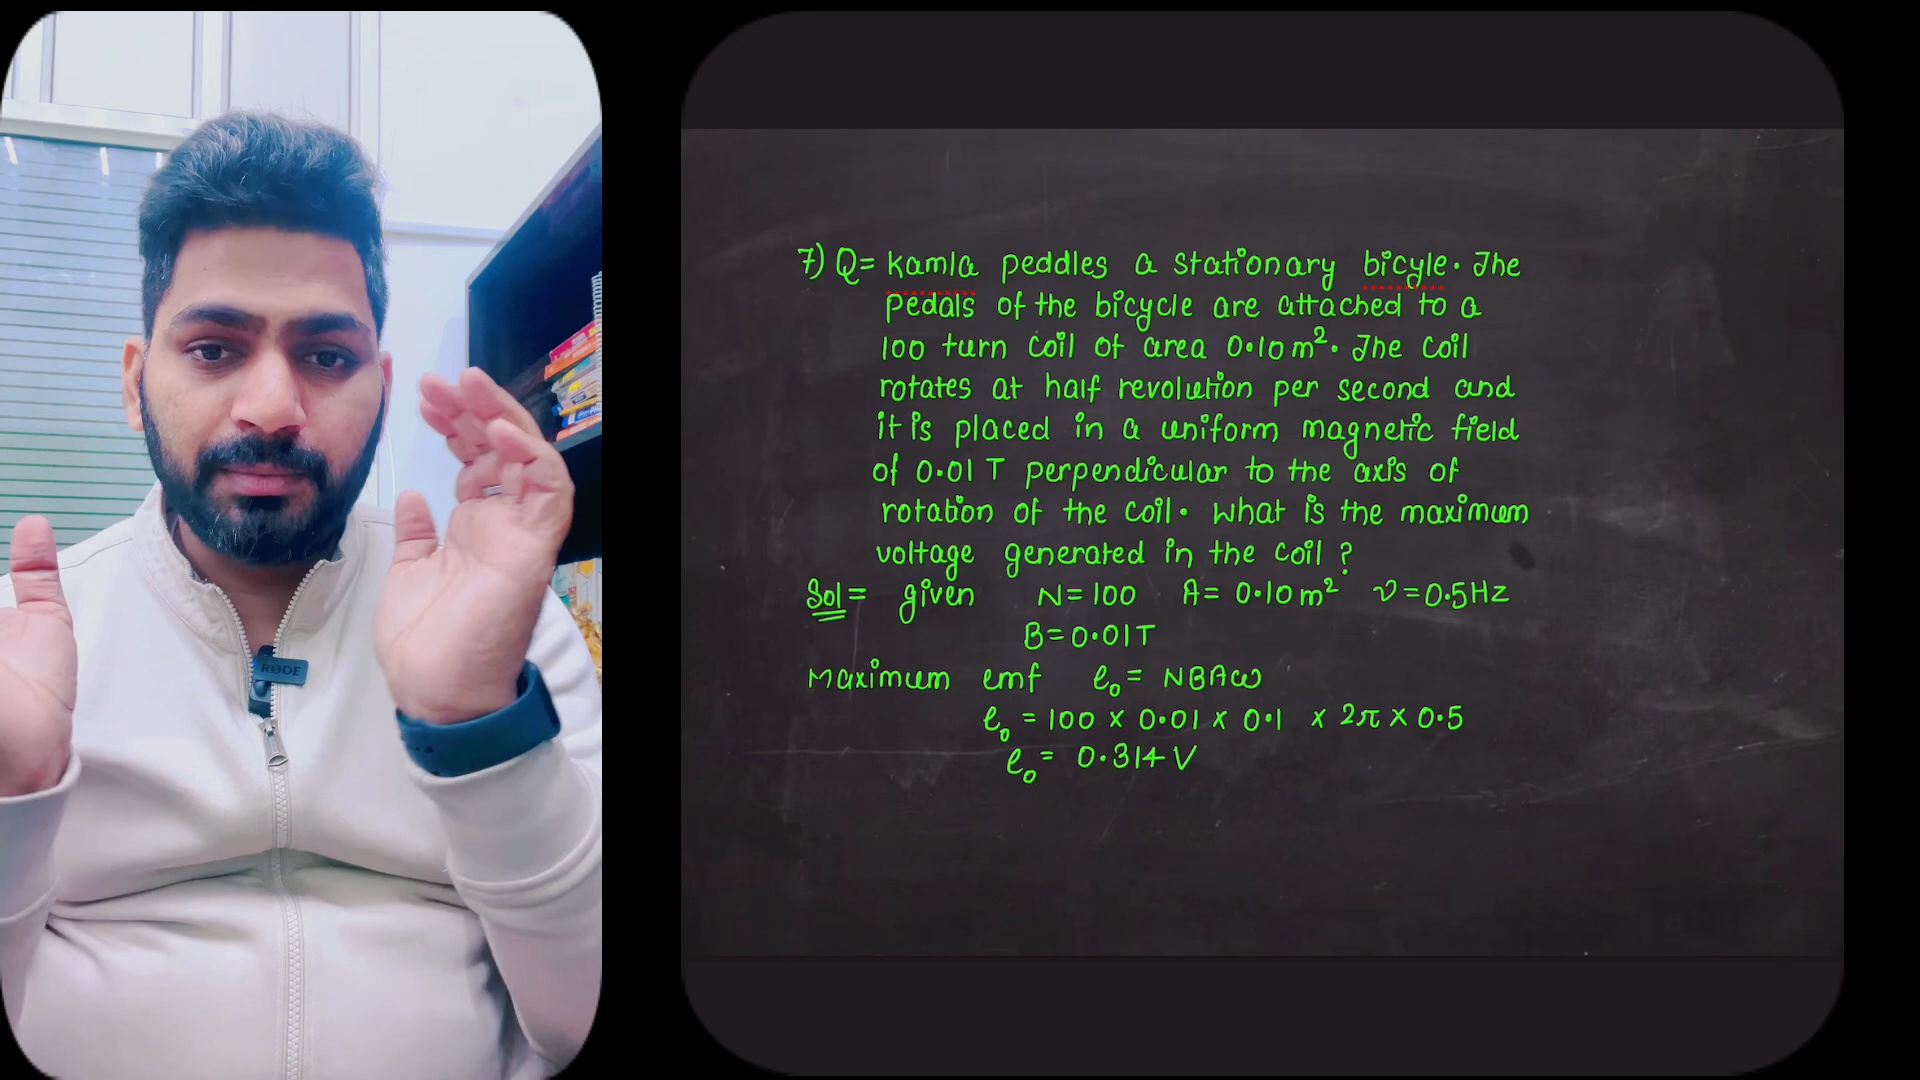 RØDE
7) Q= Kamla peddles a stationary bicyle. The
pedals of the bicycle are attached to a
100 turn coil of area 0.10 m². The coil
rotates at half revolution per second and
it is placed in a uniform magnetic field
of 0.01 T perpendicular to the axis of
rotation of the coil. What is the maximum
voltage generated in the coil ?
Sol= given N=100 A= 0.10 m² ν=0.5Hz
B=0.01T
Maximum emf e₀= NBAω
e₀ = 100 × 0.01 × 0.1 × 2π × 0.5
e₀= 0.314 V